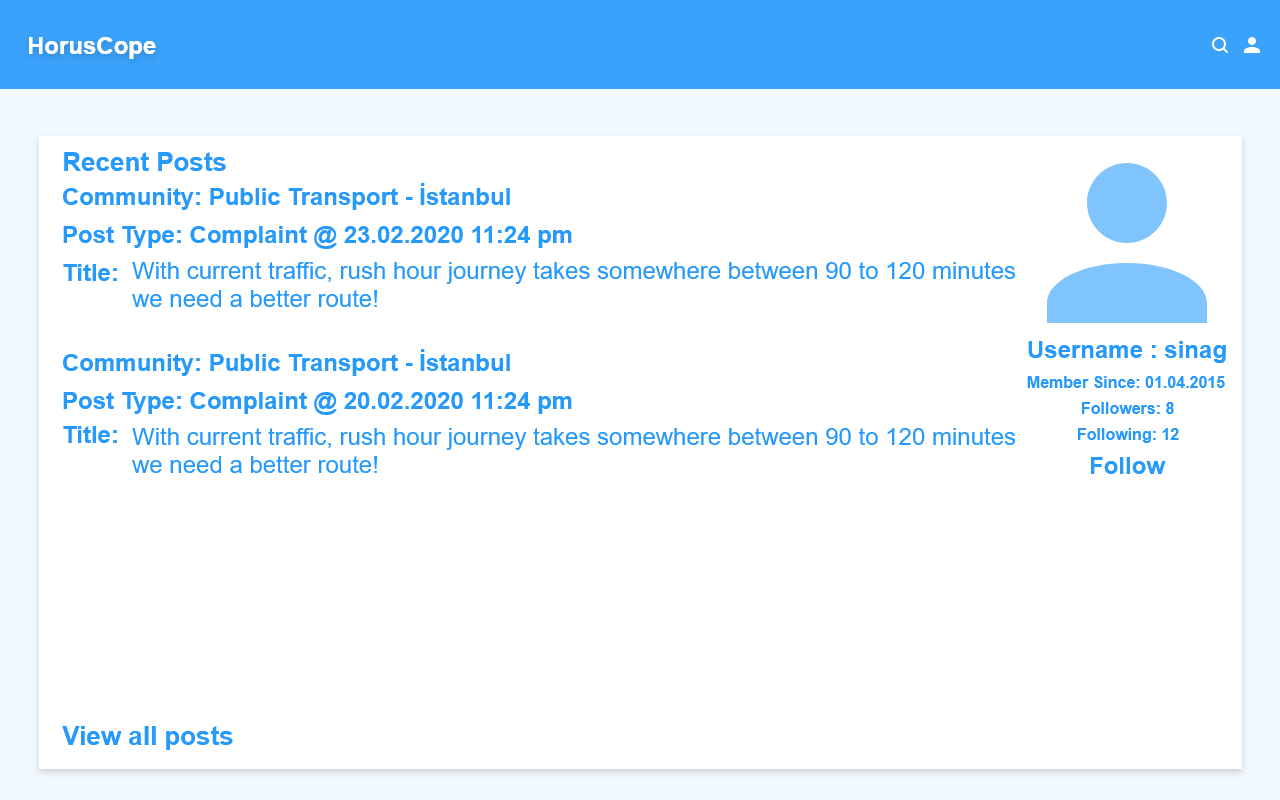 HorusCope
Recent Posts
Community: Public Transport - İstanbul
Post Type: Complaint @ 23.02.2020 11:24 pm
Title: With current traffic, rush hour journey takes somewhere between 90 to 120 minutes
we need a better route!
Community: Public Transport - İstanbul
Post Type: Complaint @ 20.02.2020 11:24 pm
Title: With current traffic, rush hour journey takes somewhere between 90 to 120 minutes
we need a better route!
View all posts
Username : sinag
Member Since: 01.04.2015
Followers: 8
Following: 12
Follow